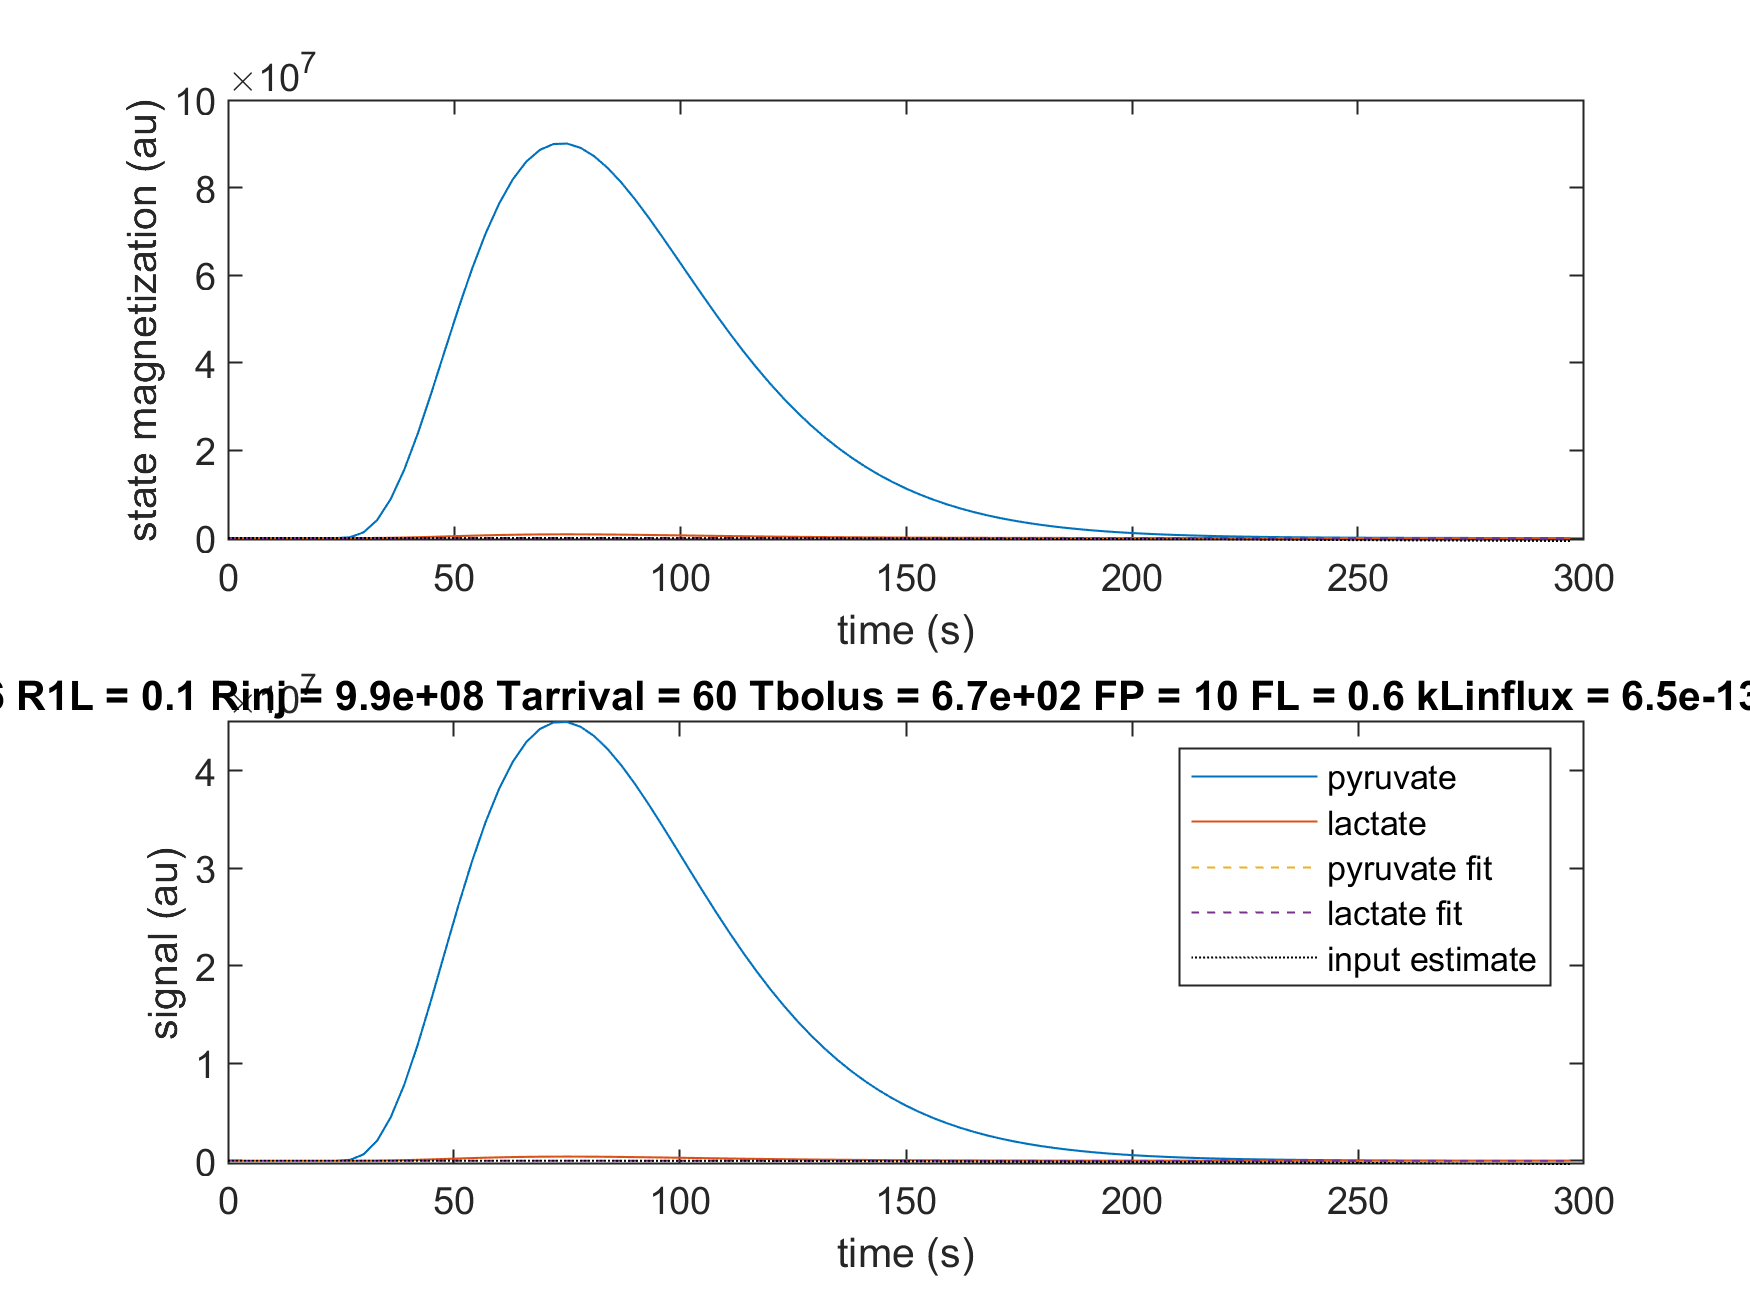 ×10^7
10
8
6
4
2
0
state magnetization (au)
0 50 100 150 200 250 300
time (s)
R1L = 0.1 Rinj = 9.9e+08 Tarrival = 60 Tbolus = 6.7e+02 FP = 10 FL = 0.6 kLinflux = 6.5e-13
×10^7
4
3
2
1
0
signal (au)
pyruvate
lactate
pyruvate fit
lactate fit
input estimate
0 50 100 150 200 250 300
time (s)